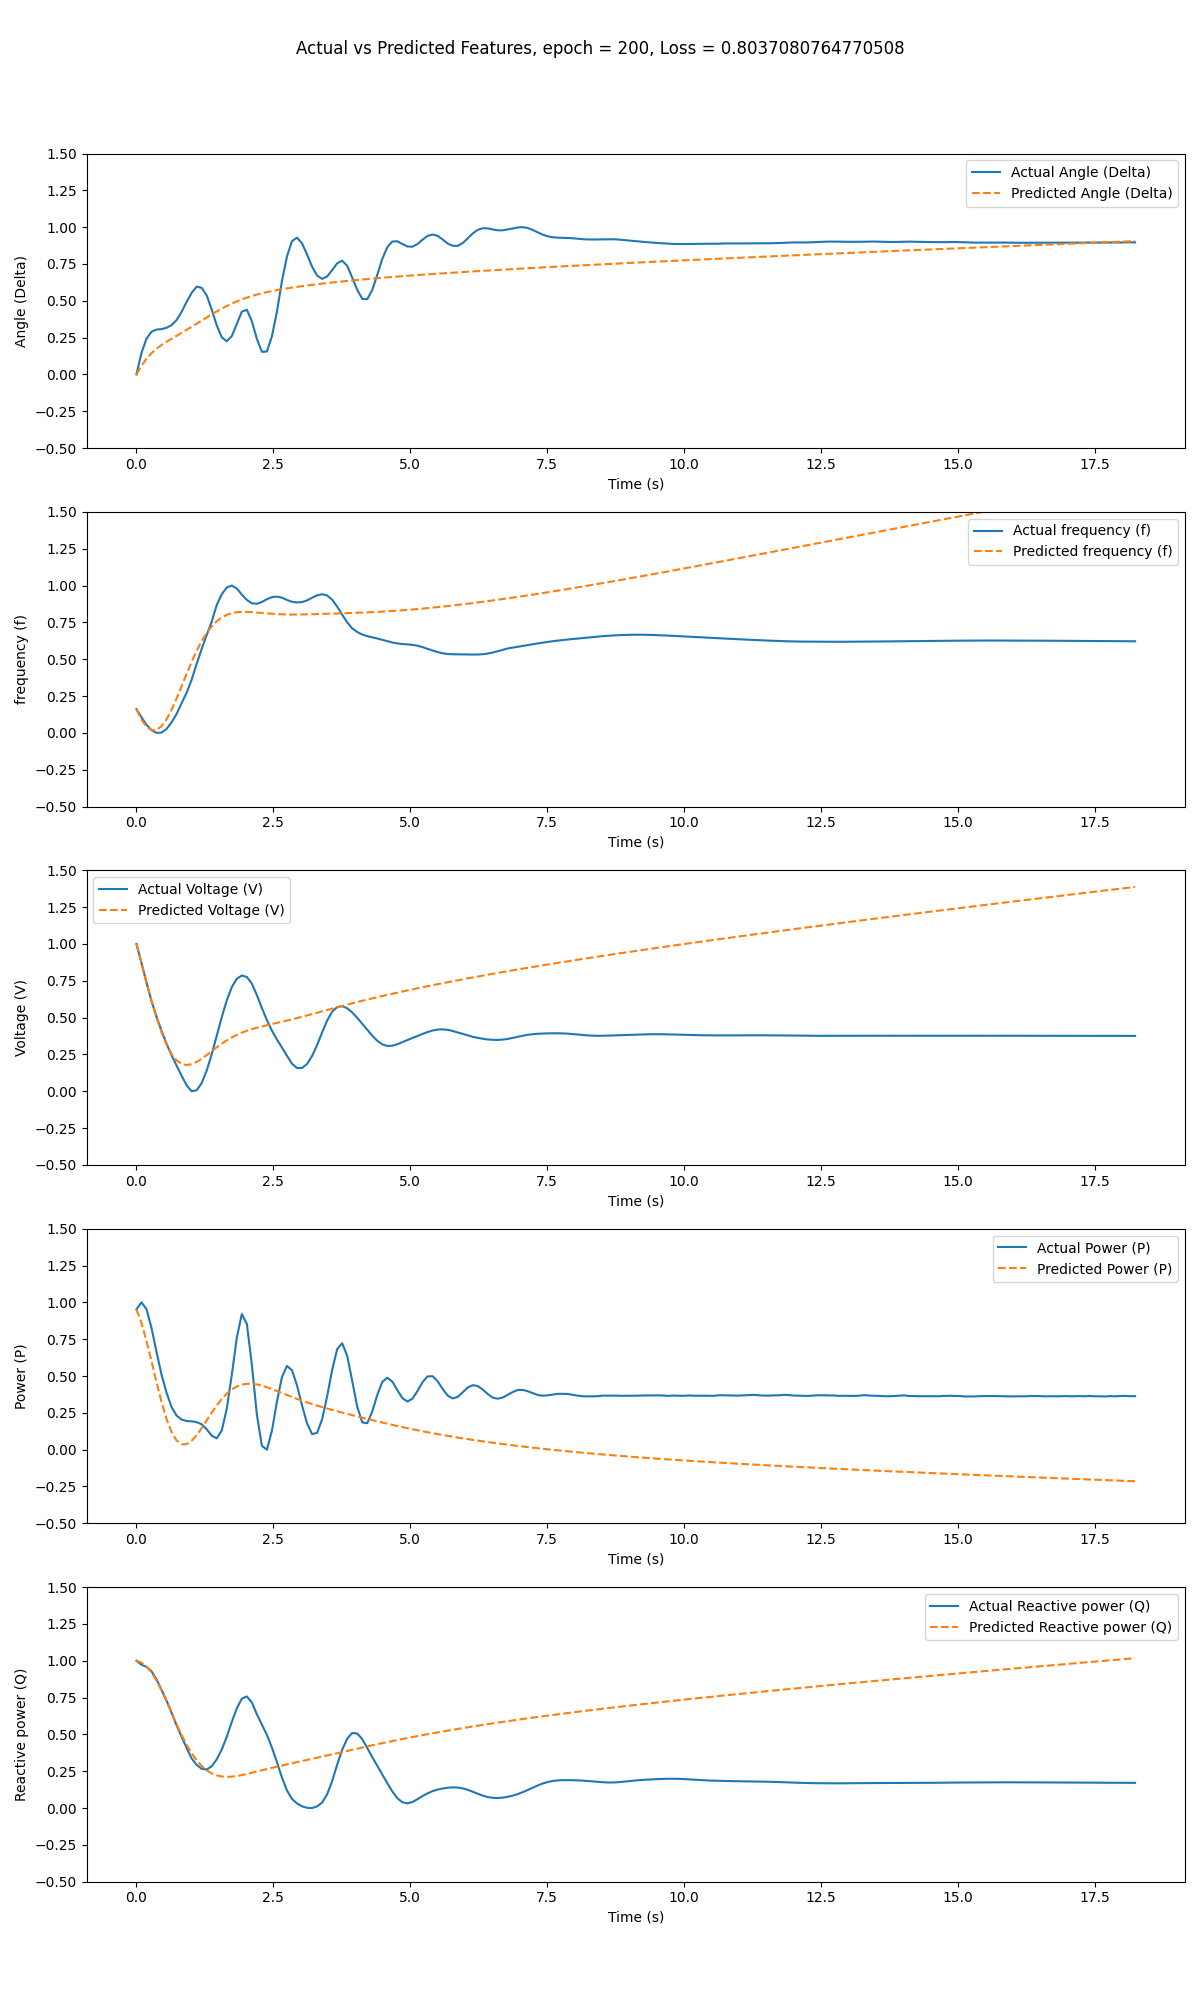 Actual vs Predicted Features, epoch = 200, Loss = 0.8037080764770508
1.50
1.25
1.00
0.75
0.50
0.25
0.00
−0.25
−0.50
Angle (Delta)
Actual Angle (Delta)
Predicted Angle (Delta)
0.0 2.5 5.0 7.5 10.0 12.5 15.0 17.5
Time (s)
1.50
1.25
1.00
0.75
0.50
0.25
0.00
−0.25
−0.50
frequency (f)
Actual frequency (f)
Predicted frequency (f)
0.0 2.5 5.0 7.5 10.0 12.5 15.0 17.5
Time (s)
1.50
1.25
1.00
0.75
0.50
0.25
0.00
−0.25
−0.50
Voltage (V)
Actual Voltage (V)
Predicted Voltage (V)
0.0 2.5 5.0 7.5 10.0 12.5 15.0 17.5
Time (s)
1.50
1.25
1.00
0.75
0.50
0.25
0.00
−0.25
−0.50
Power (P)
Actual Power (P)
Predicted Power (P)
0.0 2.5 5.0 7.5 10.0 12.5 15.0 17.5
Time (s)
1.50
1.25
1.00
0.75
0.50
0.25
0.00
−0.25
−0.50
Reactive power (Q)
Actual Reactive power (Q)
Predicted Reactive power (Q)
0.0 2.5 5.0 7.5 10.0 12.5 15.0 17.5
Time (s)